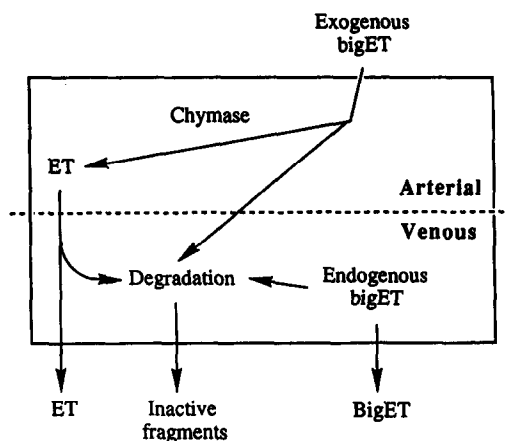 Exogenous
bigET
Chymase
ET
Arterial
Venous
Degradation
Endogenous
bigET
ET
Inactive
fragments
BigET